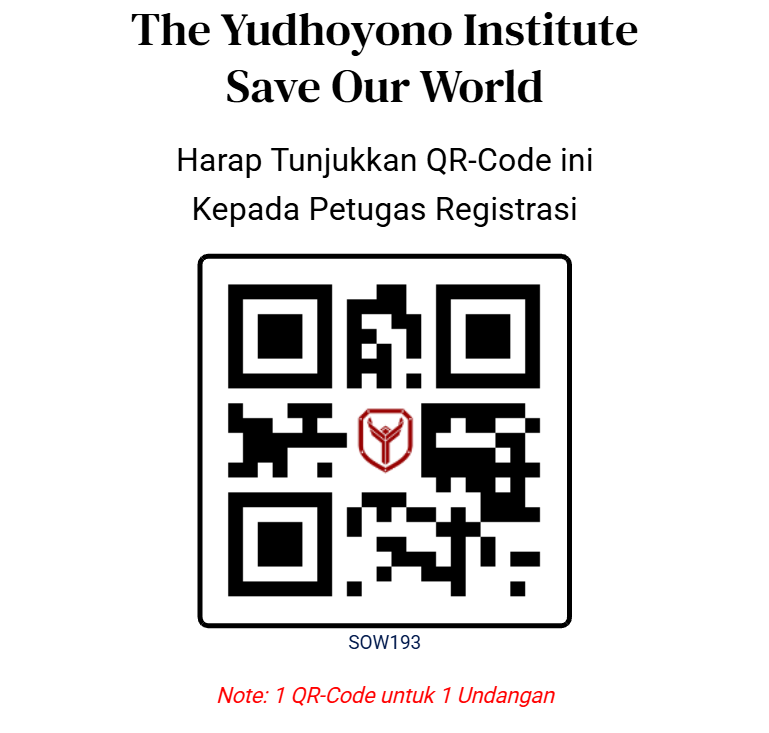 The Yudhoyono Institute
Save Our World
Harap Tunjukkan QR-Code ini
Kepada Petugas Registrasi
SOW193
Note: 1 QR-Code untuk 1 Undangan